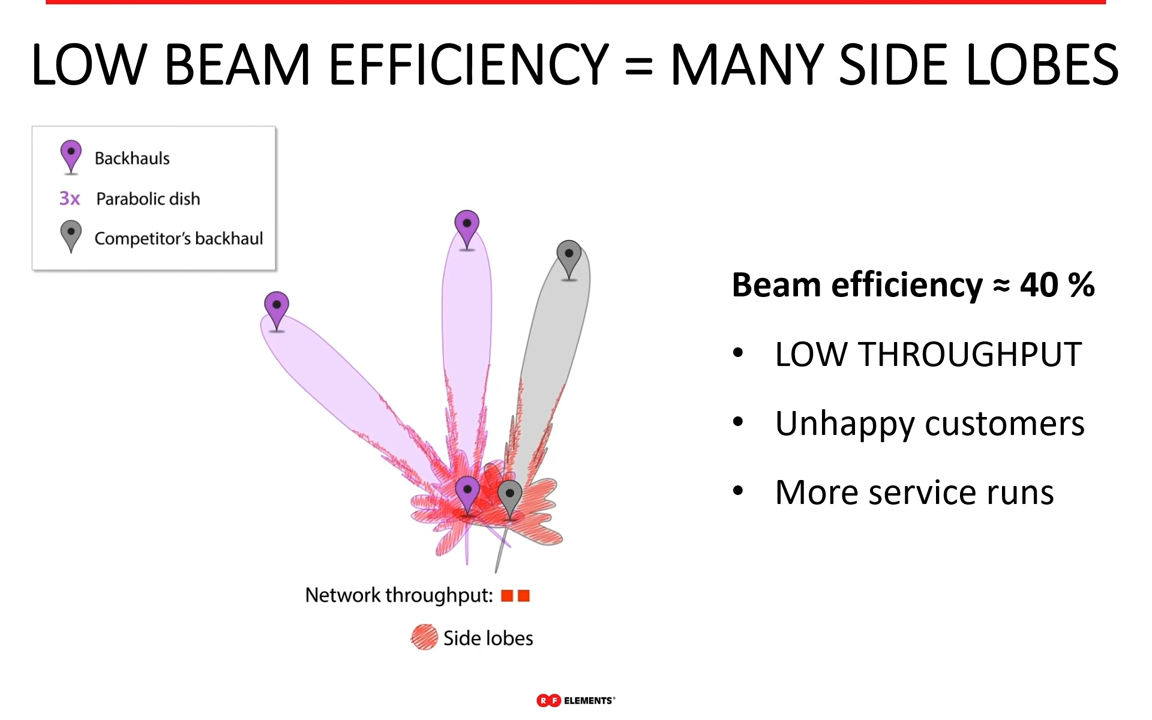 LOW BEAM EFFICIENCY = MANY SIDE LOBES
Backhauls
3x Parabolic dish
Competitor's backhaul
Beam efficiency ≈ 40 %
• LOW THROUGHPUT
• Unhappy customers
• More service runs
Network throughput:
Side lobes
RF ELEMENTS